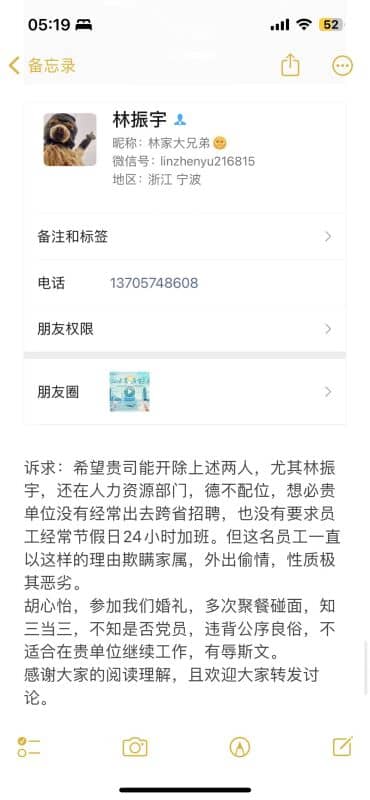 05:19
52
备忘录
林振宇
昵称：林家大兄弟
微信号：linzhenyu216815
地区：浙江 宁波
备注和标签
电话 13705748608
朋友权限
朋友圈
诉求：希望贵司能开除上述两人，尤其林振
宇，还在人力资源部门，德不配位，想必贵
单位没有经常出去跨省招聘，也没有要求员
工经常节假日24小时加班。但这名员工一直
以这样的理由欺瞒家属，外出偷情，性质极
其恶劣。
胡心怡，参加我们婚礼，多次聚餐碰面，知
三当三，不知是否党员，违背公序良俗，不
适合在贵单位继续工作，有辱斯文。
感谢大家的阅读理解，且欢迎大家转发讨
论。